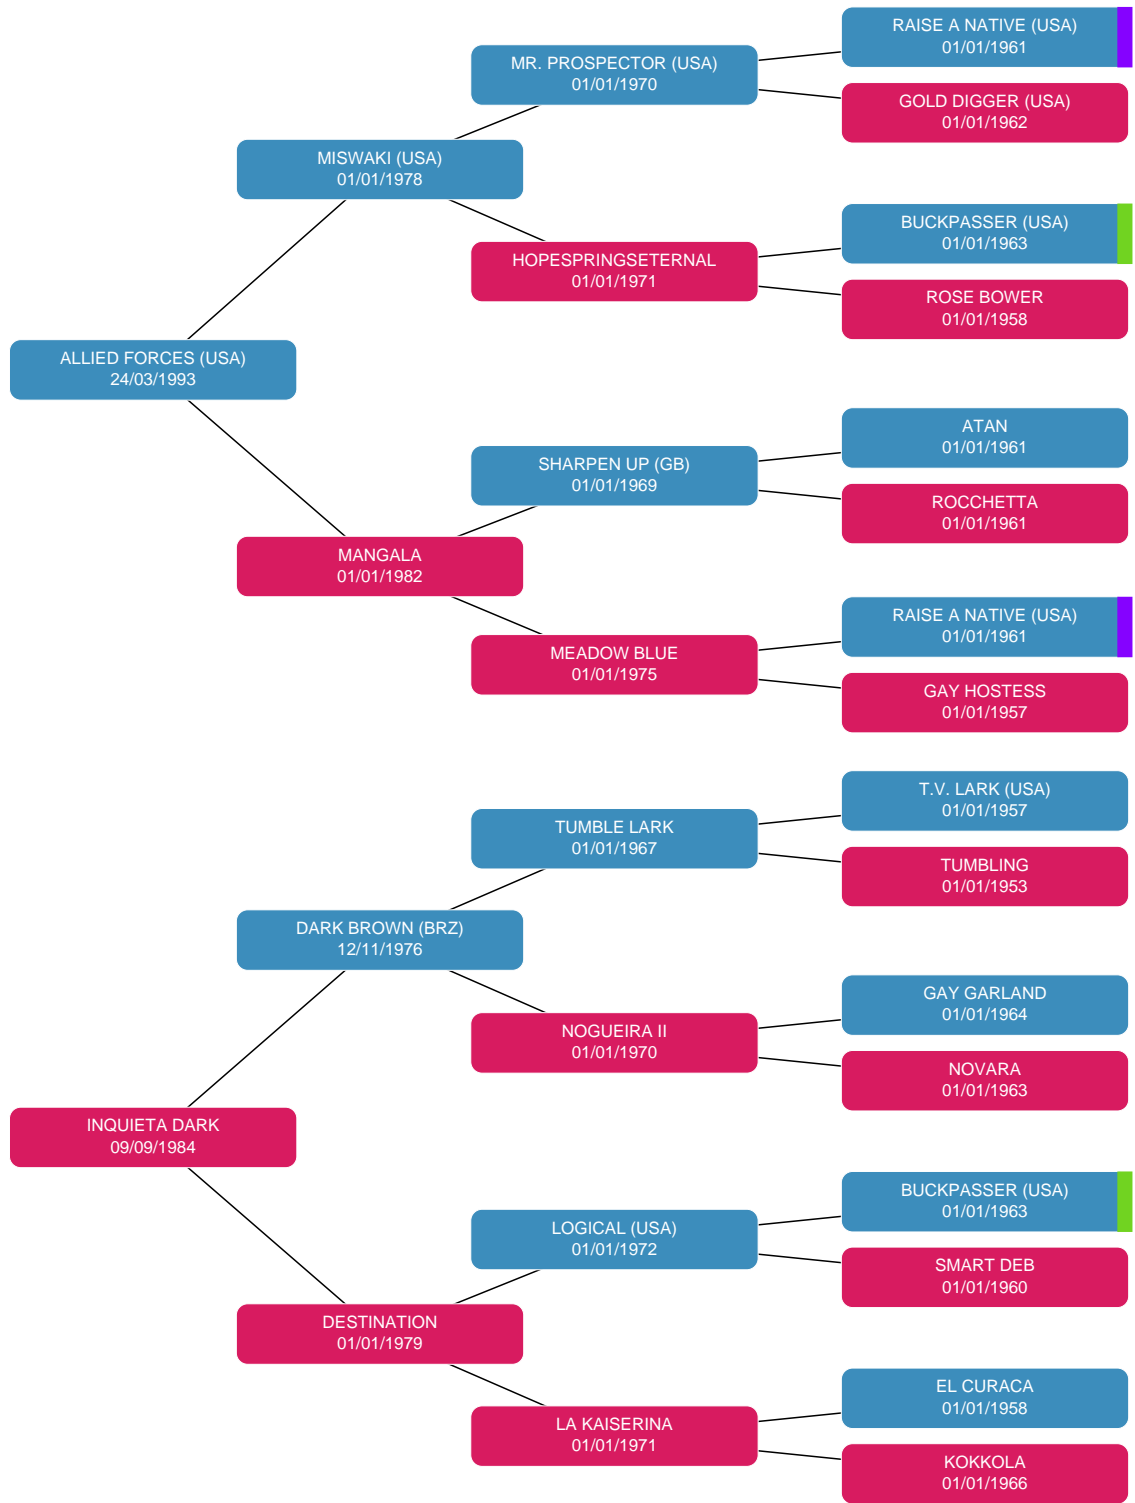 RAISE A NATIVE (USA)
01/01/1961
MR. PROSPECTOR (USA)
01/01/1970
GOLD DIGGER (USA)
01/01/1962
MISWAKI (USA)
01/01/1978
BUCKPASSER (USA)
01/01/1963
HOPESPRINGSETERNAL
01/01/1971
ROSE BOWER
01/01/1958
ALLIED FORCES (USA)
24/03/1993
ATAN
01/01/1961
SHARPEN UP (GB)
01/01/1969
ROCCHETTA
01/01/1961
MANGALA
01/01/1982
RAISE A NATIVE (USA)
01/01/1961
MEADOW BLUE
01/01/1975
GAY HOSTESS
01/01/1957
T.V. LARK (USA)
01/01/1957
TUMBLE LARK
01/01/1967
TUMBLING
01/01/1953
DARK BROWN (BRZ)
12/11/1976
GAY GARLAND
01/01/1964
NOGUEIRA II
01/01/1970
NOVARA
01/01/1963
INQUIETA DARK
09/09/1984
BUCKPASSER (USA)
01/01/1963
LOGICAL (USA)
01/01/1972
SMART DEB
01/01/1960
DESTINATION
01/01/1979
EL CURACA
01/01/1958
LA KAISERINA
01/01/1971
KOKKOLA
01/01/1966